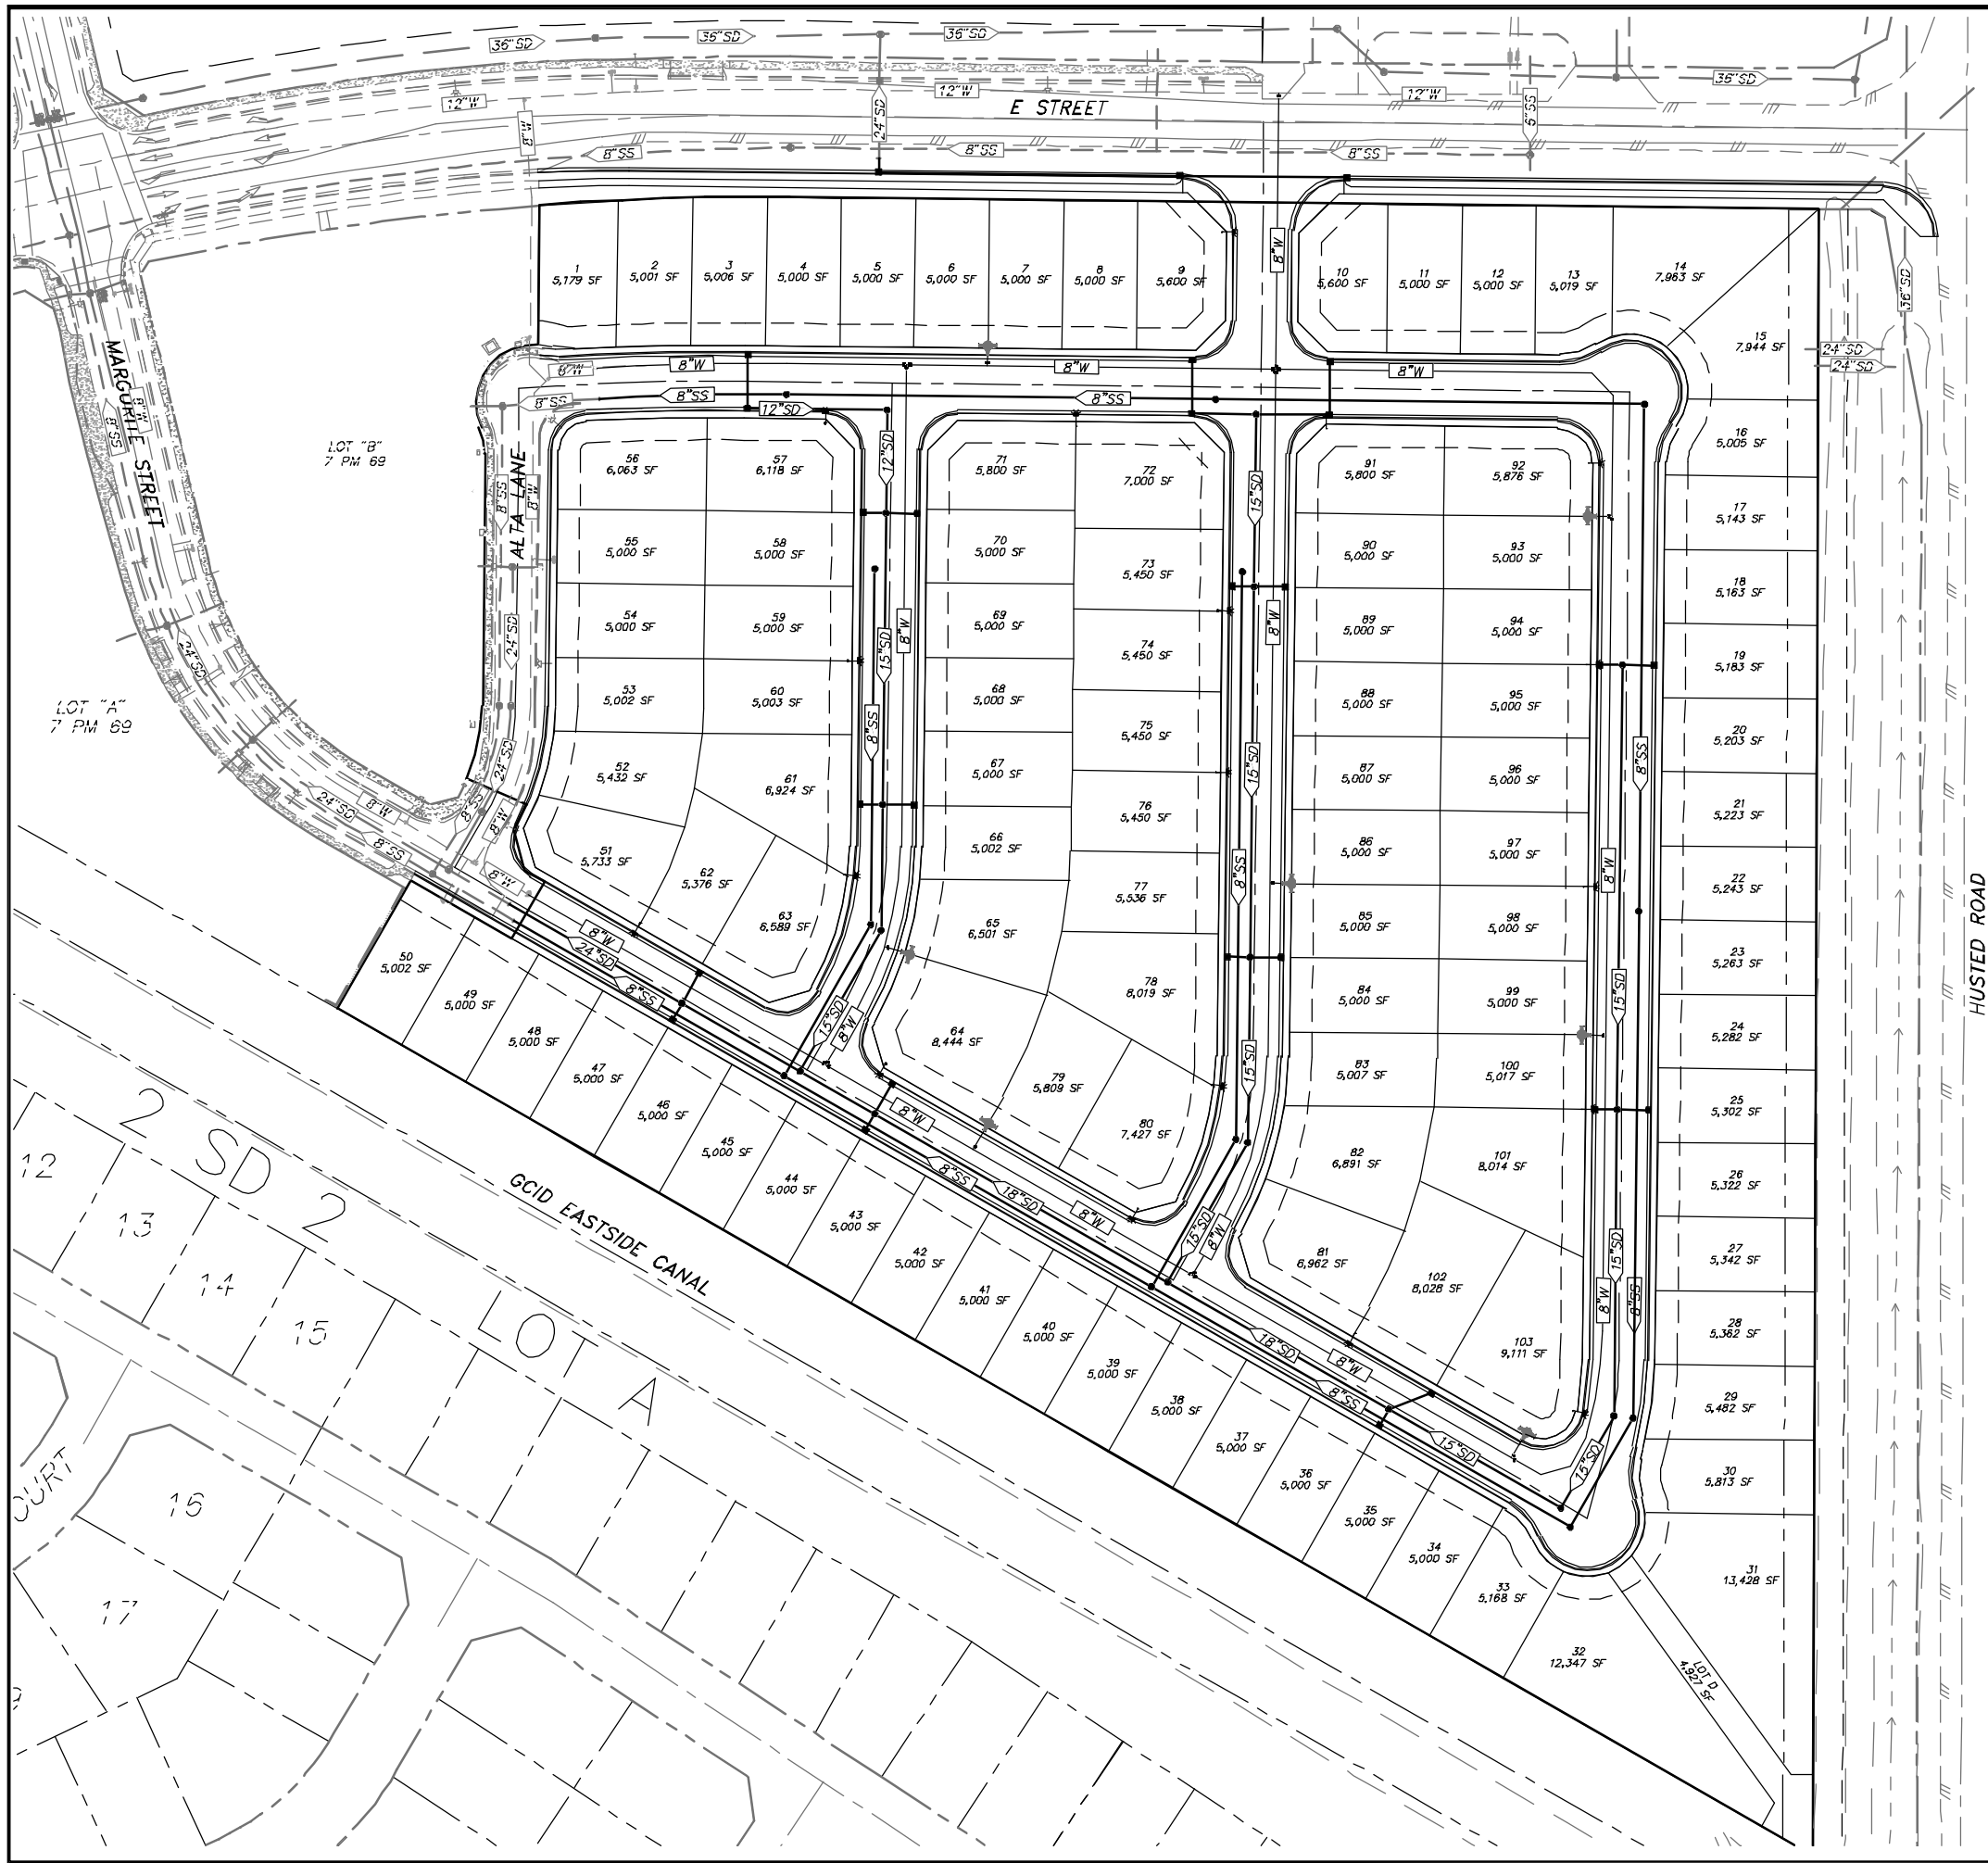 36"SD
36"SD
36"SD
36"SD
12"W
12"W
12"W
24"SD
6"SS
E STREET
8"W
8"SS
8"SS
8"SS
8"W
36"SD
1
5,179 SF
2
5,001 SF
3
5,006 SF
4
5,000 SF
5
5,000 SF
6
5,000 SF
7
5,000 SF
8
5,000 SF
9
5,600 SF
10
5,600 SF
11
5,000 SF
12
5,000 SF
13
5,019 SF
14
7,963 SF
15
7,944 SF
24"SD
24"SD
MARGURITE STREET
8"W
8"SS
8"W
8"W
8"W
8"W
8"SS
8"SS
8"SS
12"SD
LOT "B"
7 PM 69
ALTA LANE
8"SS
8"W
12"SD
15"SD
16
5,005 SF
56
6,063 SF
57
6,118 SF
71
5,800 SF
72
7,000 SF
91
5,800 SF
92
5,876 SF
17
5,143 SF
55
5,000 SF
58
5,000 SF
70
5,000 SF
73
5,450 SF
90
5,000 SF
93
5,000 SF
18
5,163 SF
54
5,000 SF
59
5,000 SF
69
5,000 SF
74
5,450 SF
89
5,000 SF
94
5,000 SF
24"SD
15"SD
8"W
8"W
24"SD
19
5,183 SF
LOT "A"
7 PM 69
53
5,002 SF
60
5,003 SF
68
5,000 SF
75
5,450 SF
88
5,000 SF
95
5,000 SF
20
5,203 SF
8"SS
15"SD
8"SS
24"SD
52
5,432 SF
61
6,924 SF
67
5,000 SF
76
5,450 SF
87
5,000 SF
96
5,000 SF
21
5,223 SF
24"SD
8"W
8"SD
8"W
8"SS
8"W
51
5,733 SF
62
5,376 SF
66
5,002 SF
77
5,536 SF
86
5,000 SF
97
5,000 SF
8"SS
8"W
22
5,243 SF
HUSTED ROAD
63
6,589 SF
65
6,501 SF
85
5,000 SF
98
5,000 SF
23
5,263 SF
8"W
24"SD
8"SS
50
5,002 SF
49
5,000 SF
48
5,000 SF
47
5,000 SF
46
5,000 SF
45
5,000 SF
44
5,000 SF
43
5,000 SF
42
5,000 SF
41
5,000 SF
40
5,000 SF
39
5,000 SF
38
5,000 SF
37
5,000 SF
36
5,000 SF
35
5,000 SF
34
5,000 SF
33
5,168 SF
32
12,347 SF
78
8,019 SF
84
5,000 SF
99
5,000 SF
15"SD
24
5,282 SF
15"SD
8"W
64
8,444 SF
79
5,809 SF
15"SD
83
5,007 SF
100
5,017 SF
25
5,302 SF
8"W
80
7,427 SF
82
6,891 SF
101
8,014 SF
26
5,322 SF
8"SS
18"SD
8"W
15"SD
8"W
81
6,962 SF
102
8,028 SF
15"SD
8"W
8"SS
27
5,342 SF
GCID EASTSIDE CANAL
28
5,362 SF
18"SD
8"W
103
9,111 SF
8"SS
29
5,482 SF
15"SD
15"SD
30
5,813 SF
31
13,428 SF
LOT D
4,927 SF
2 SD 2
LO A
12
13
14
15
16
17
OURT